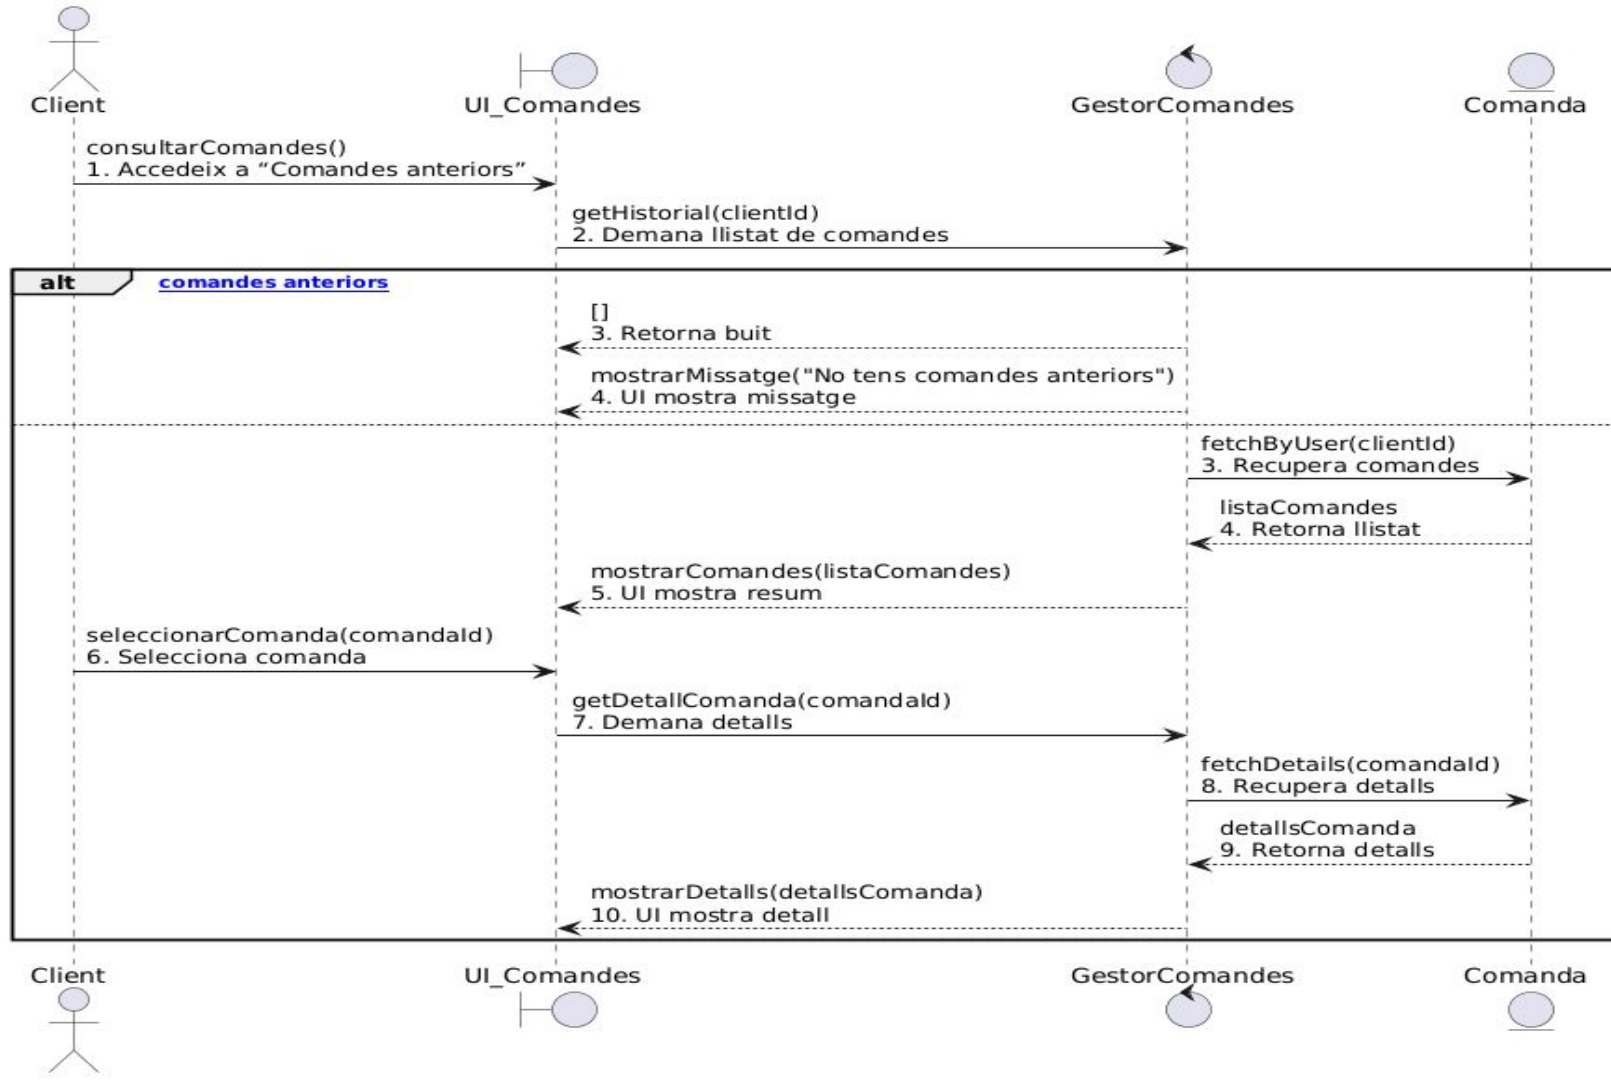 Client
UI_Comandes
GestorComandes
Comanda
consultarComandes()
1. Accedeix a “Comandes anteriors”
getHistorial(clientId)
2. Demana llistat de comandes
alt
comandes anteriors
[]
3. Retorna buit
mostrarMissatge("No tens comandes anteriors")
4. UI mostra missatge
fetchByUser(clientId)
3. Recupera comandes
listaComandes
4. Retorna llistat
mostrarComandes(listaComandes)
5. UI mostra resum
seleccionarComanda(comandaId)
6. Selecciona comanda
getDetallComanda(comandaId)
7. Demana detalls
fetchDetails(comandaId)
8. Recupera detalls
detallsComanda
9. Retorna detalls
mostrarDetalls(detallsComanda)
10. UI mostra detall
Client
UI_Comandes
GestorComandes
Comanda